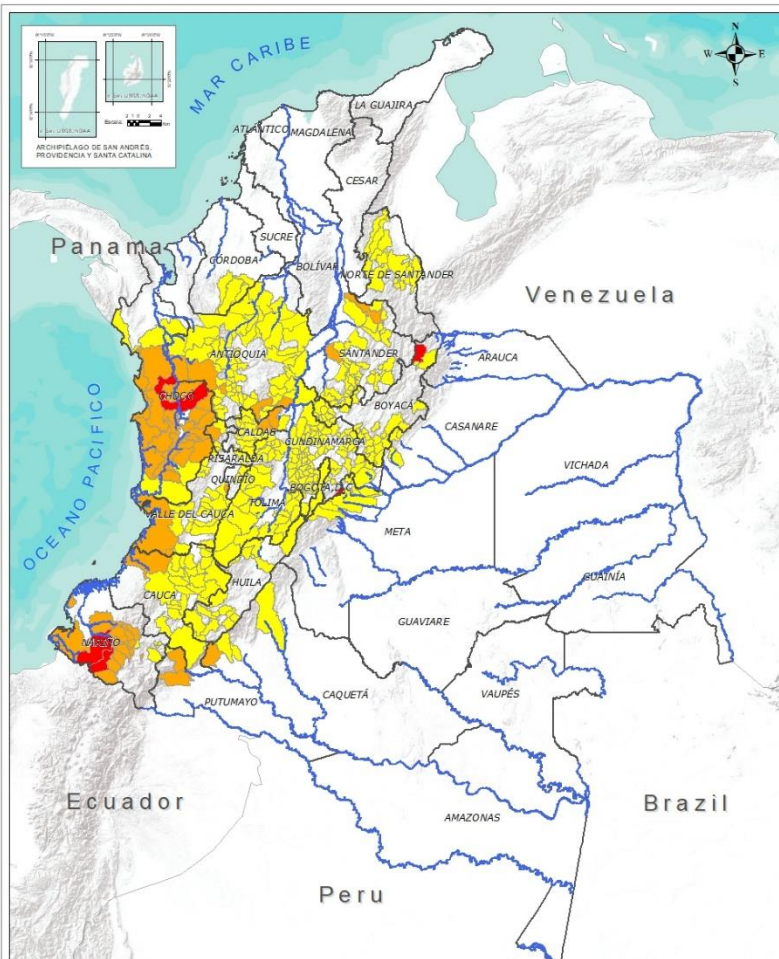 N
W E
S
MAR CARIBE
ARCHIPIÉLAGO DE SAN ANDRÉS,
PROVIDENCIA Y SANTA CATALINA
LA GUAJIRA
ATLÁNTICO
MAGDALENA
CESAR
SUCRE
Panama
CÓRDOBA
BOLÍVAR
NORTE DE SANTANDER
Venezuela
ANTIOQUIA
SANTANDER
ARAUCA
CHOCÓ
BOYACÁ
CASANARE
CALDAS
CUNDINAMARCA
RISARALDA
VICHADA
QUINDÍO
BOGOTÁ, D.C.
TOLIMA
VALLE DEL CAUCA
OCEANO PACIFICO
META
GUAINÍA
HUILA
CAUCA
GUAVIARE
NARIÑO
CAQUETÁ
VAUPÉS
PUTUMAYO
Ecuador
Brazil
AMAZONAS
Peru